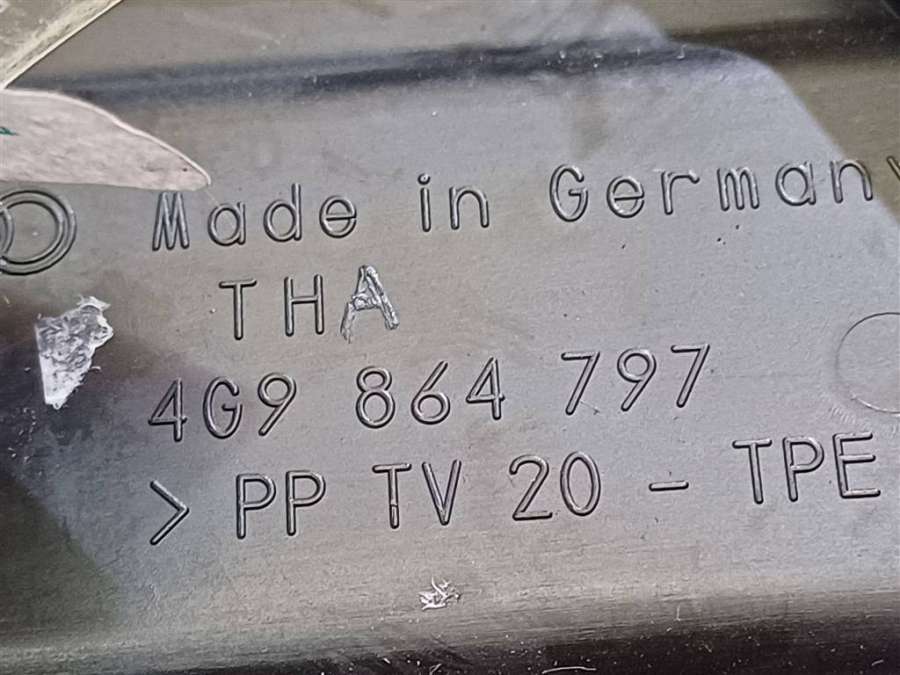 Made in Germany
THA
4G9 864 797
> PP TV 20 - TPE